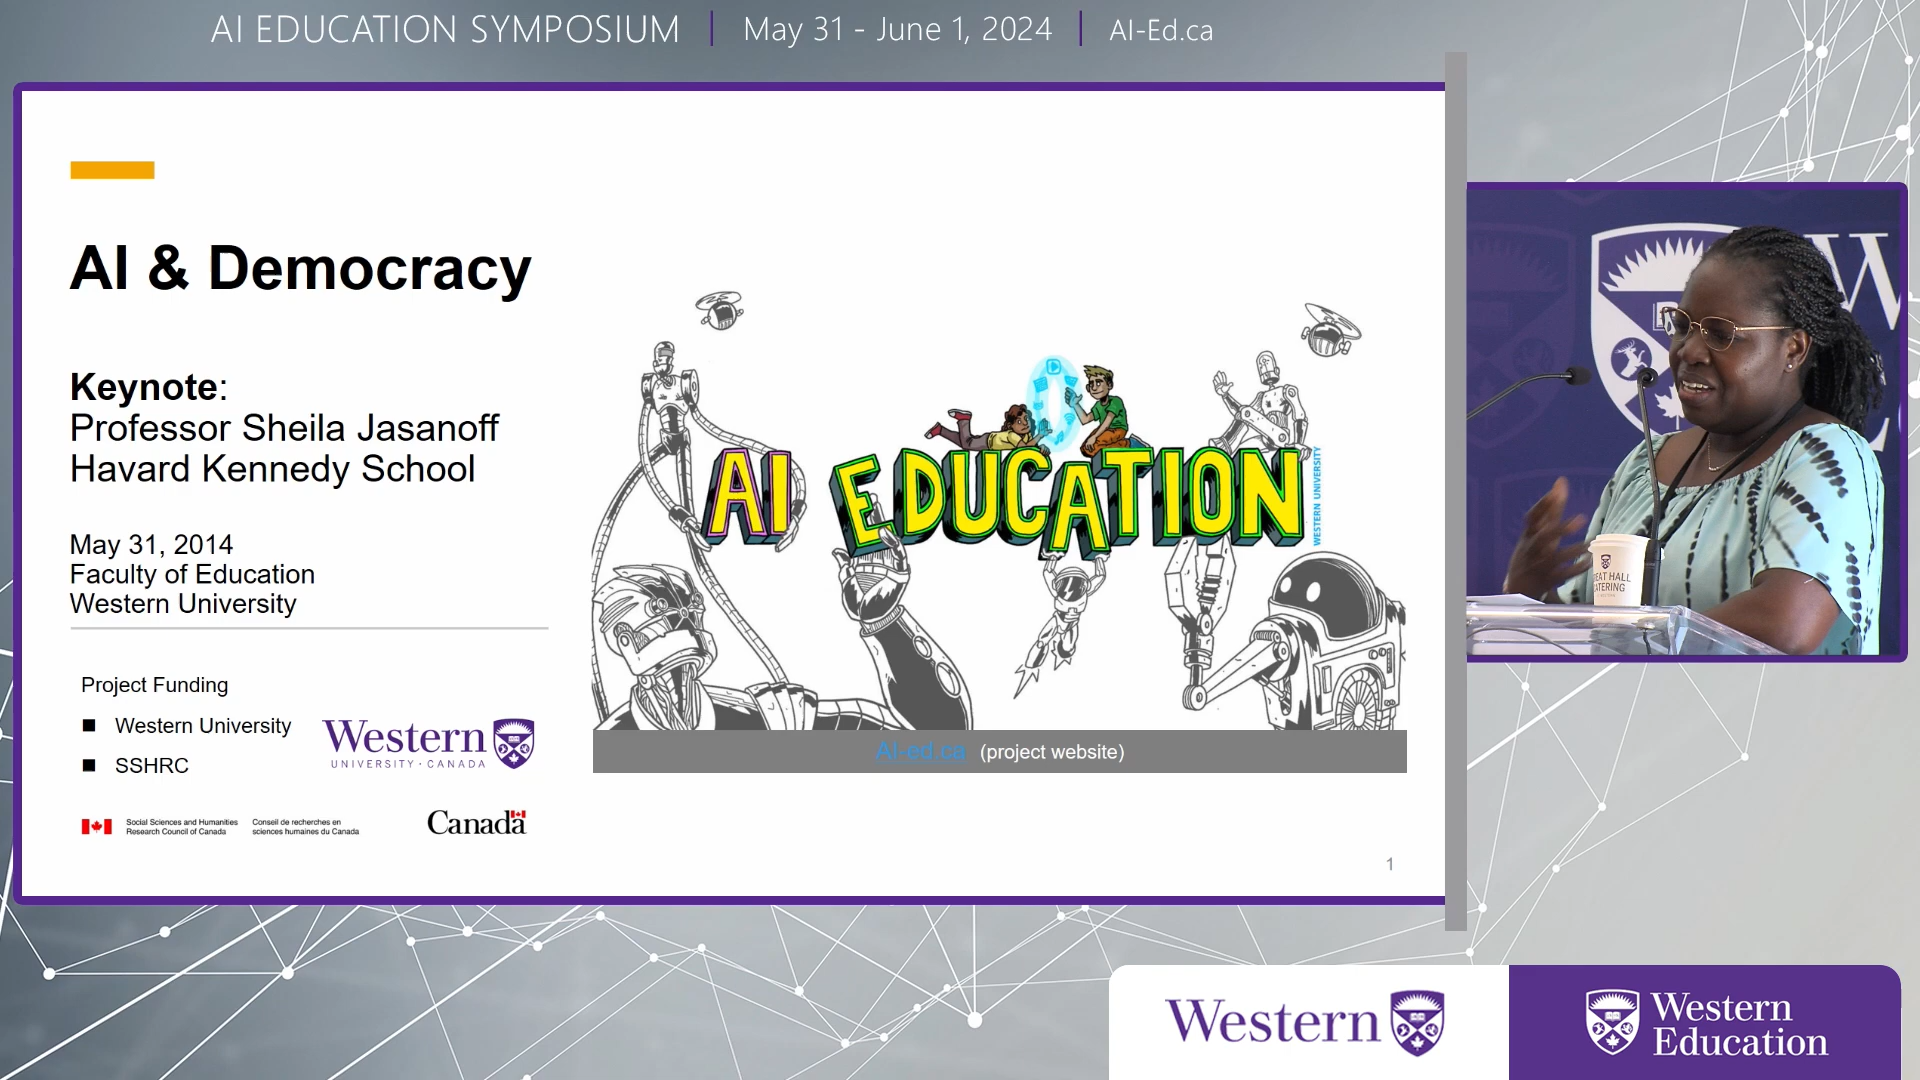 AI EDUCATION SYMPOSIUM | May 31 - June 1, 2024 | AI-Ed.ca
AI & Democracy
Keynote:
Professor Sheila Jasanoff
Havard Kennedy School
May 31, 2014
Faculty of Education
Western University
Project Funding
■ Western University
■ SSHRC
Western
UNIVERSITY · CANADA
Social Sciences and Humanities
Research Council of Canada
Conseil de recherches en
sciences humaines du Canada
Canada
AI EDUCATION
WESTERN UNIVERSITY
AI-ed.ca (project website)
1
W
Western
Western
Education